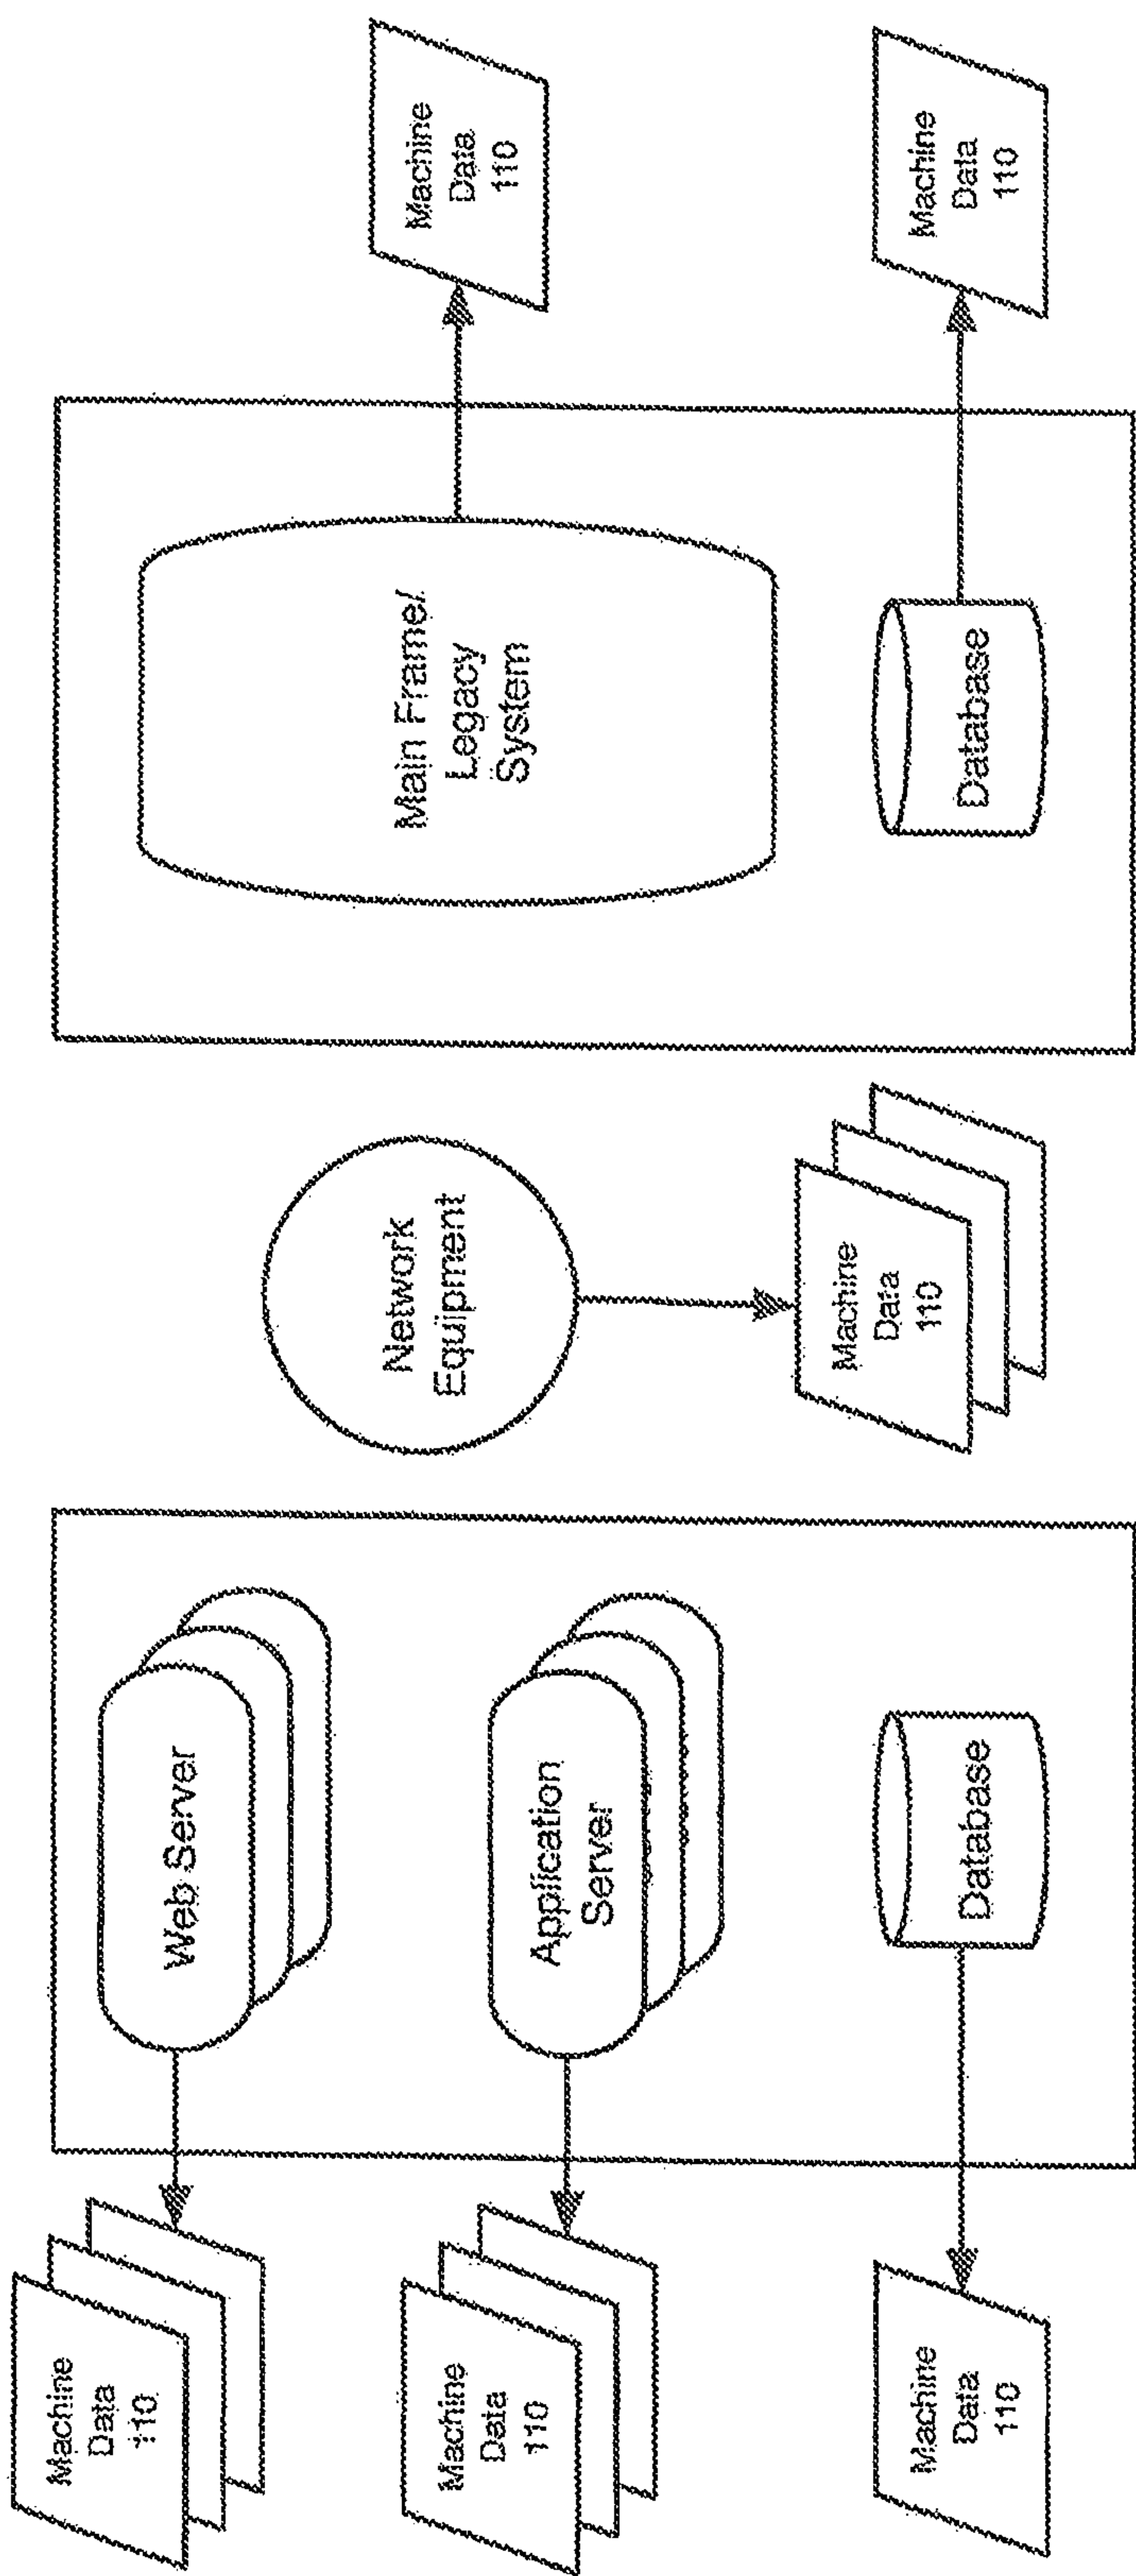 Machine
Data
110
Web Server
Machine
Data
110
Application
Server
Machine
Data
110
Database
Network
Equipment
Machine
Data
110
Main Frame/
Legacy
System
Machine
Data
110
Database
Machine
Data
110